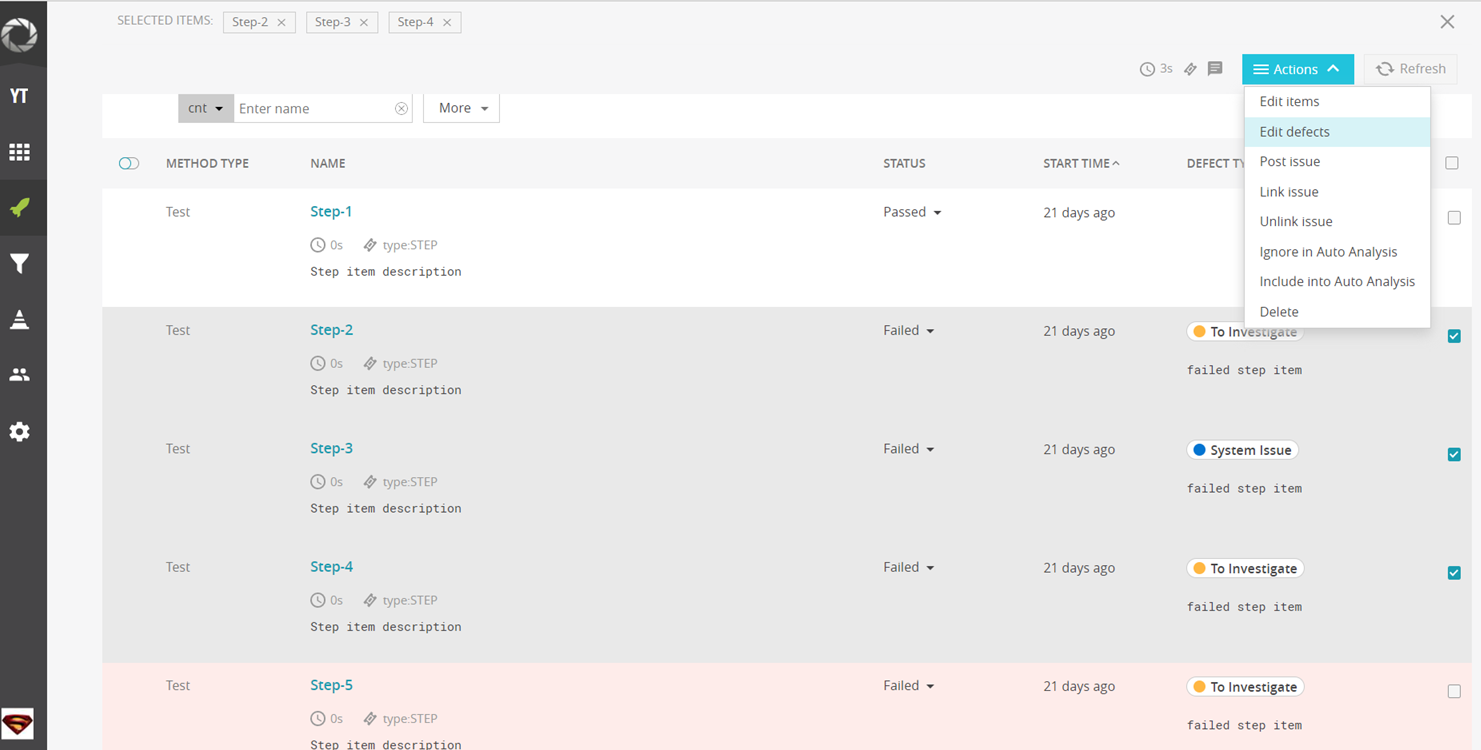 SELECTED ITEMS: Step-2 Step-3 Step-4
3s Actions Refresh
YT
cnt Enter name More
Edit items
Edit defects
Post issue
Link issue
Unlink issue
Ignore in Auto Analysis
Include into Auto Analysis
Delete
METHOD TYPE NAME STATUS START TIME DEFECT TY
Test Step-1 Passed 21 days ago
0s type:STEP
Step item description
Test Step-2 Failed 21 days ago To Investigate
0s type:STEP
failed step item
Step item description
Test Step-3 Failed 21 days ago System Issue
0s type:STEP
failed step item
Step item description
Test Step-4 Failed 21 days ago To Investigate
0s type:STEP
failed step item
Step item description
Test Step-5 Failed 21 days ago To Investigate
0s type:STEP
failed step item
Step item description